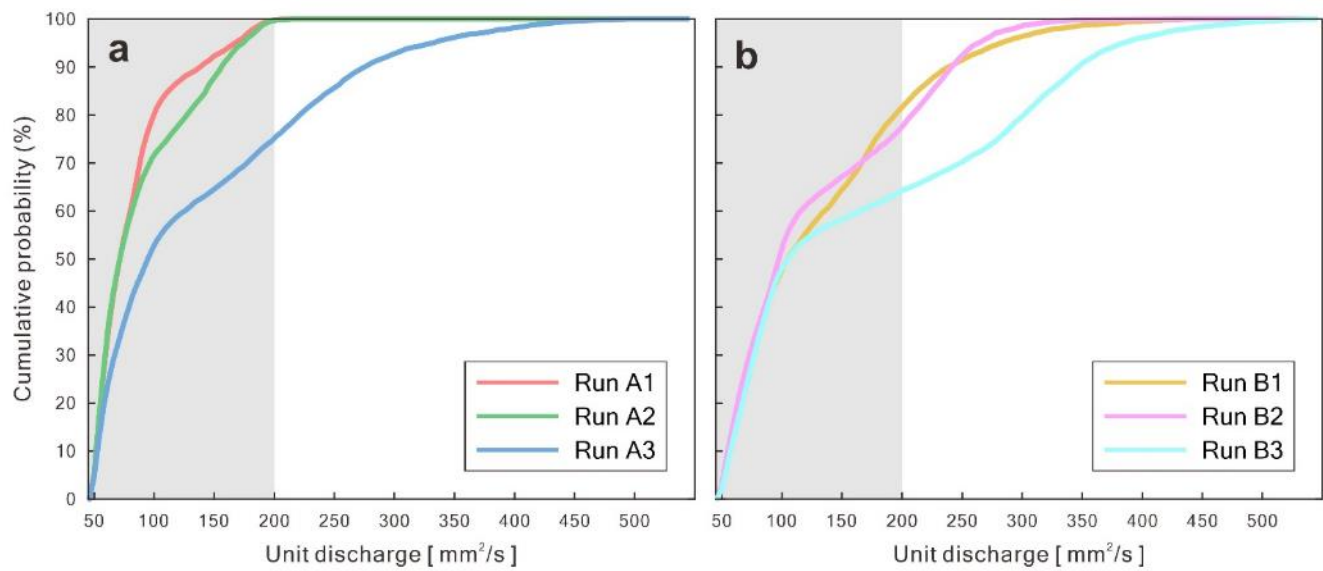 a
Cumulative probability (%)
100
90
80
70
60
50
40
30
20
10
0
50 100 150 200 250 300 350 400 450 500
Unit discharge [ mm²/s ]
Run A1
Run A2
Run A3
b
50 100 150 200 250 300 350 400 450 500
Unit discharge [ mm²/s ]
Run B1
Run B2
Run B3